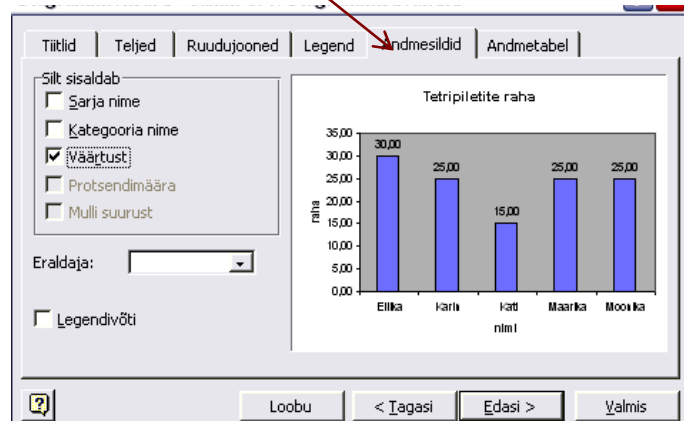 Tiitlid Teljed Ruudujooned Legend Andmesildid Andmetabel
Silt sisaldab
Sarja nime
Kategooria nime
Väärtust
Protsendimäära
Mulli suurust
Eraldaja:
Legendivõti
Tetripiletite raha
35,00
30,00
25,00
20,00
15,00
10,00
5,00
0,00
raha
30,00
25,00
15,00
25,00
25,00
Eilika Karin Kati Maarika Moonika
nimi
Loobu < Tagasi Edasi > Valmis